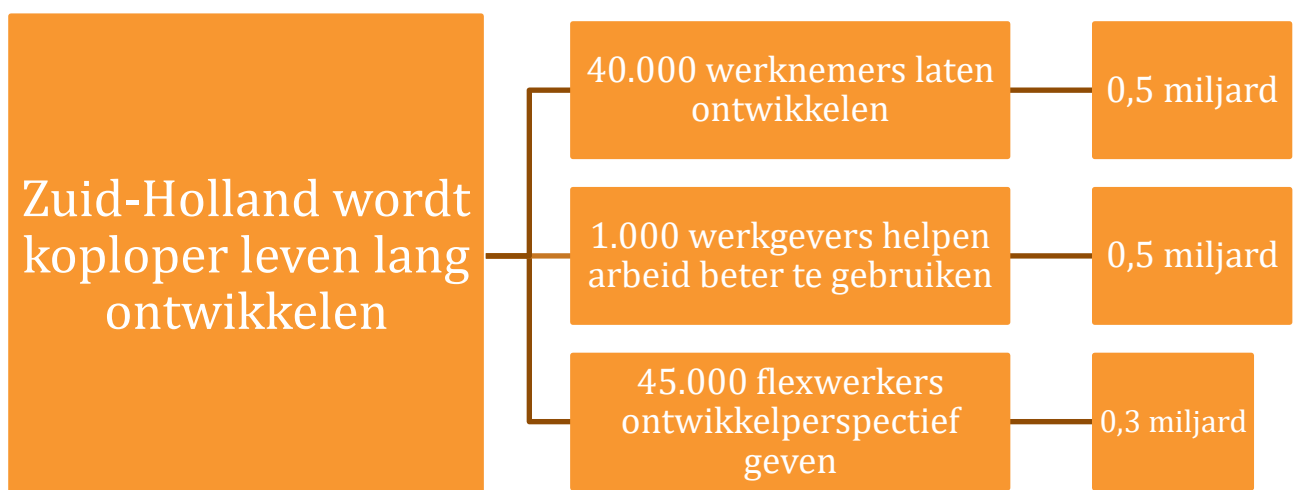 Zuid-Holland wordt
koploper leven lang
ontwikkelen
40.000 werknemers laten
ontwikkelen
0,5 miljard
1.000 werkgevers helpen
arbeid beter te gebruiken
0,5 miljard
45.000 flexwerkers
ontwikkelperspectief
geven
0,3 miljard